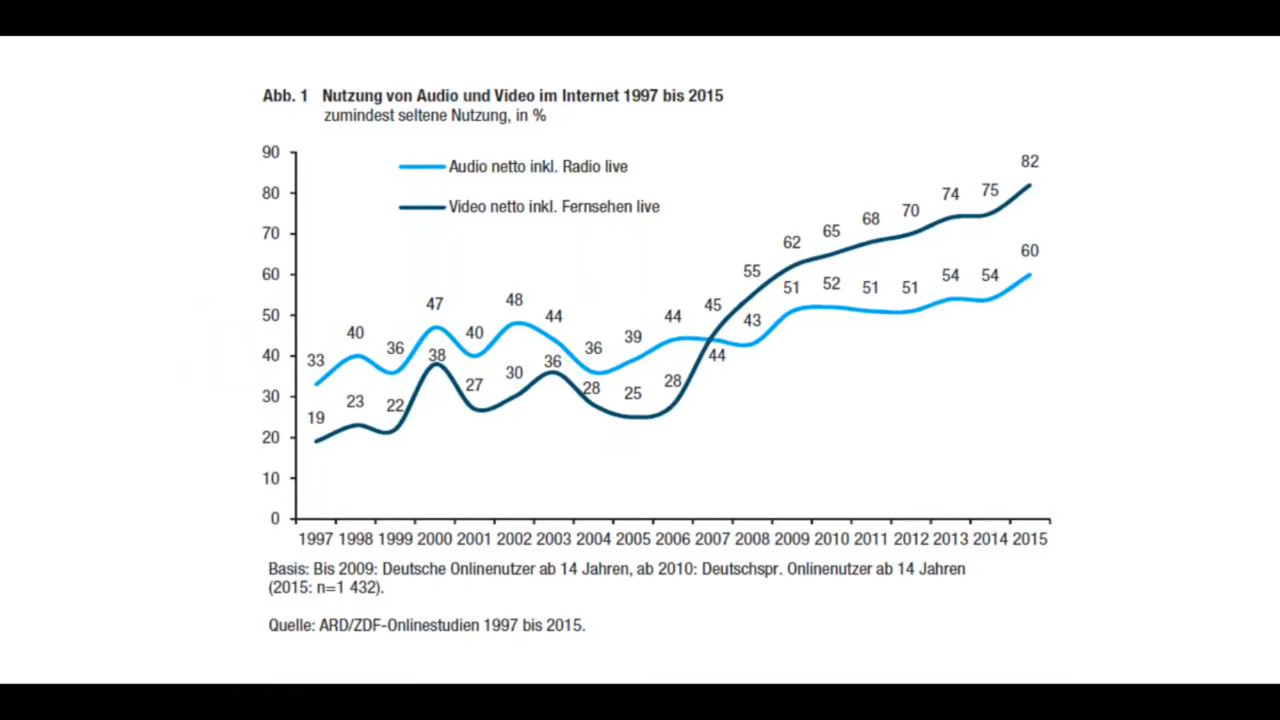 Abb. 1 Nutzung von Audio und Video im Internet 1997 bis 2015
zumindest seltene Nutzung, in %
90
80
70
60
50
40
30
20
10
0
Audio netto inkl. Radio live
Video netto inkl. Fernsehen live
33 40 36 47 40 48 44 36 39 44 44 43 51 52 51 51 54 54 60
19 23 22 38 27 30 36 28 25 28 45 55 62 65 68 70 74 75 82
1997 1998 1999 2000 2001 2002 2003 2004 2005 2006 2007 2008 2009 2010 2011 2012 2013 2014 2015
Basis: Bis 2009: Deutsche Onlinenutzer ab 14 Jahren, ab 2010: Deutschspr. Onlinenutzer ab 14 Jahren
(2015: n=1 432).
Quelle: ARD/ZDF-Onlinestudien 1997 bis 2015.